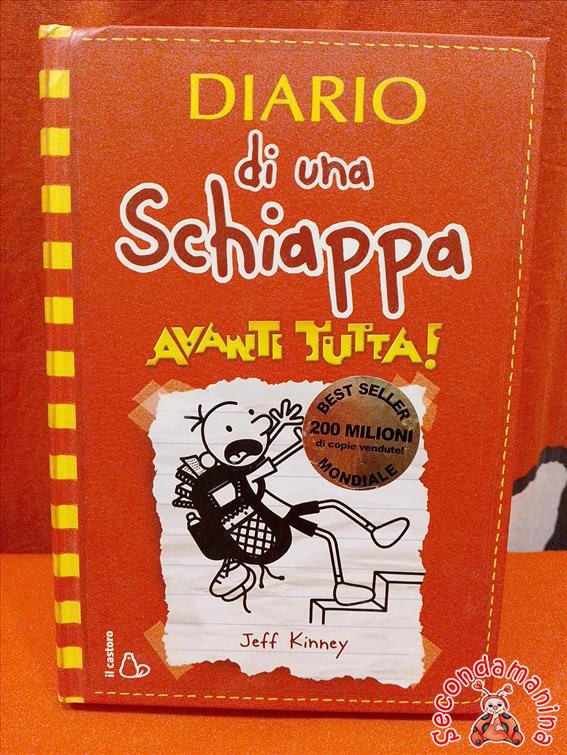 DIARIO
di una
Schiappa
AVANTI TUTTA!
BEST SELLER
200 MILIONI
di copie vendute!
MONDIALE
Jeff Kinney
il castoro
secondamanina